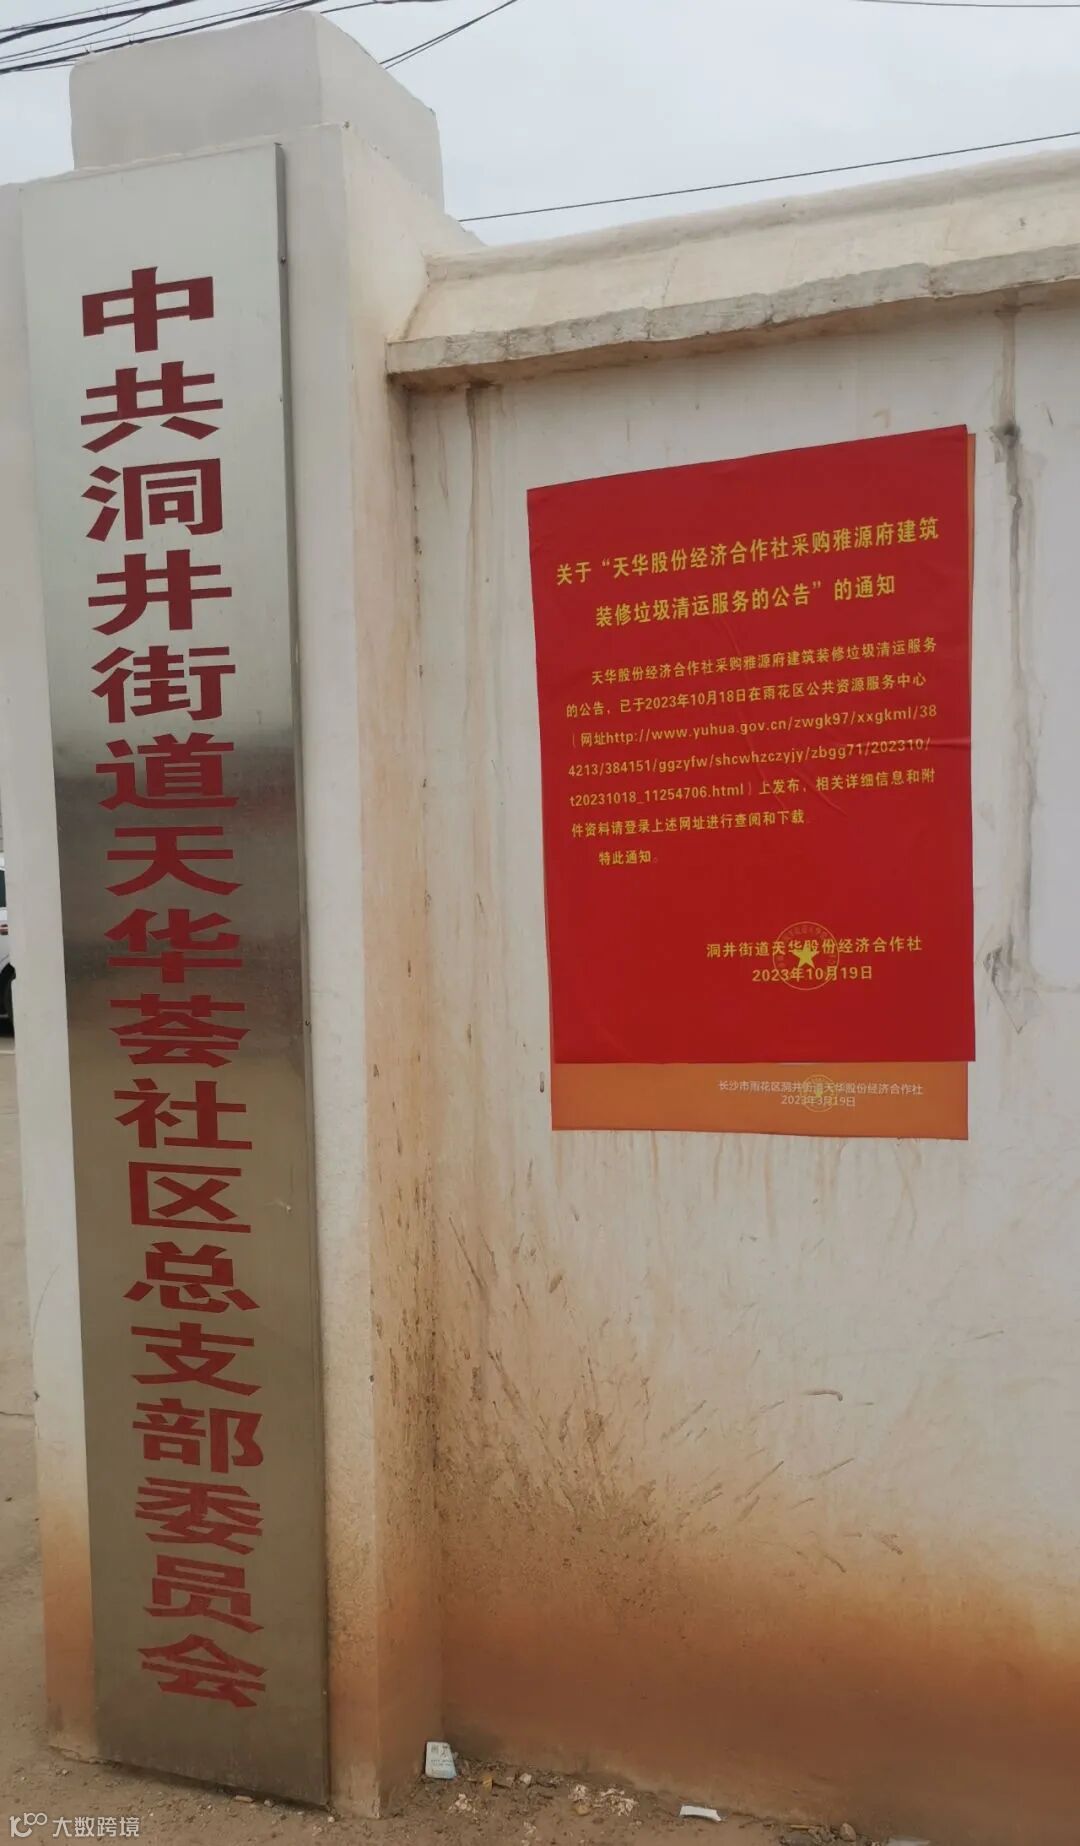 中共洞井街道天华荟社区总支部委员会
关于“天华股份经济合作社采购雅源府建筑
装修垃圾清运服务的公告”的通知
天华股份经济合作社采购雅源府建筑装修垃圾清运服务
的公告，已于2023年10月18日在雨花区公共资源服务中心
（网址http://www.yuhua.gov.cn/zwgk97/xxgkml/38
4213/384151/ggzyfw/shcwhzczyjy/zbgg71/202310/
t20231018_11254706.html）上发布，相关详细信息和附
件资料请登录上述网址进行查阅和下载。
特此通知。
洞井街道天华股份经济合作社
2023年10月19日
长沙市雨花区洞井街道天华股份经济合作社
2023年3月19日
大数跨境